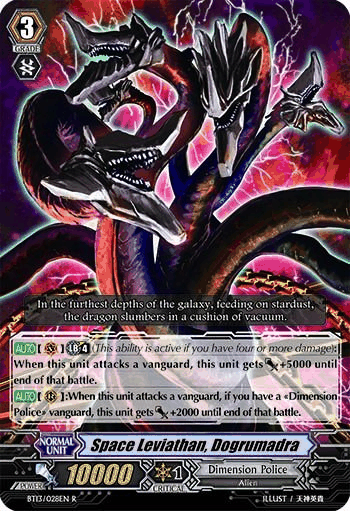 3
GRADE
In the furthest depths of the galaxy, feeding on stardust,
the dragon slumbers in a cushion of vacuum.
AUTO [ ] LB 4 (This ability is active if you have four or more damage):
When this unit attacks a vanguard, this unit gets +5000 until
end of that battle.
AUTO [ ]:When this unit attacks a vanguard, if you have a «Dimension
Police» vanguard, this unit gets +2000 until end of that battle.
NORMAL
UNIT
Space Leviathan, Dogrumadra
POWER
10000
1
CRITICAL
Dimension Police
Alien
BT13/028EN R
ILLUST / 天神英貴